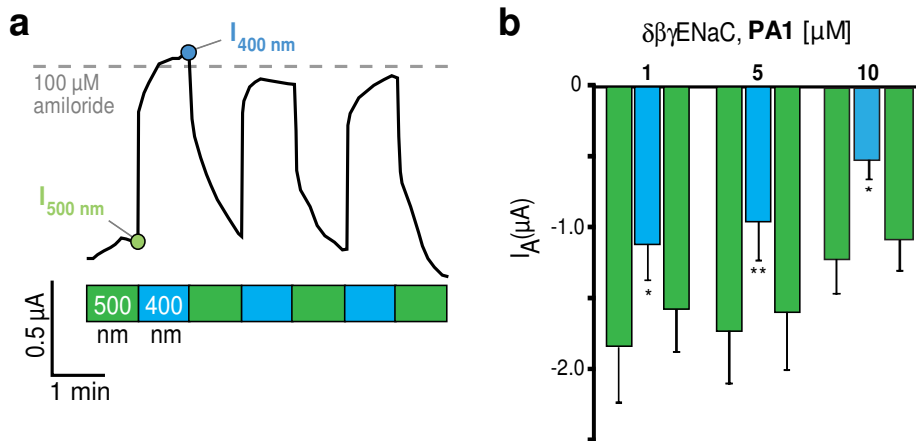 a
I400 nm
100 µM
amiloride
I500 nm
500
nm
400
nm
0.5 µA
1 min
b
δβγENaC, PA1 [µM]
1
5
10
0
-1.0
-2.0
IA(µA)
*
**
*